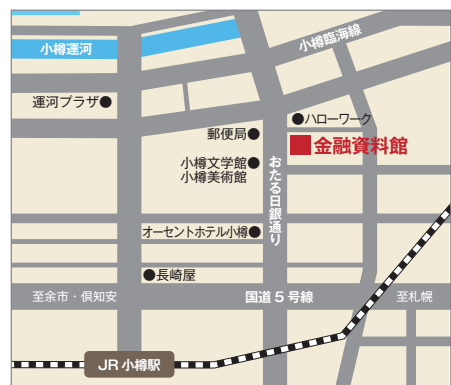 小樽運河
小樽臨海線
運河プラザ
ハローワーク
郵便局
金融資料館
小樽文学館
小樽美術館
おたる日銀通り
オーセントホテル小樽
長崎屋
至余市・倶知安
国道5号線
至札幌
JR小樽駅